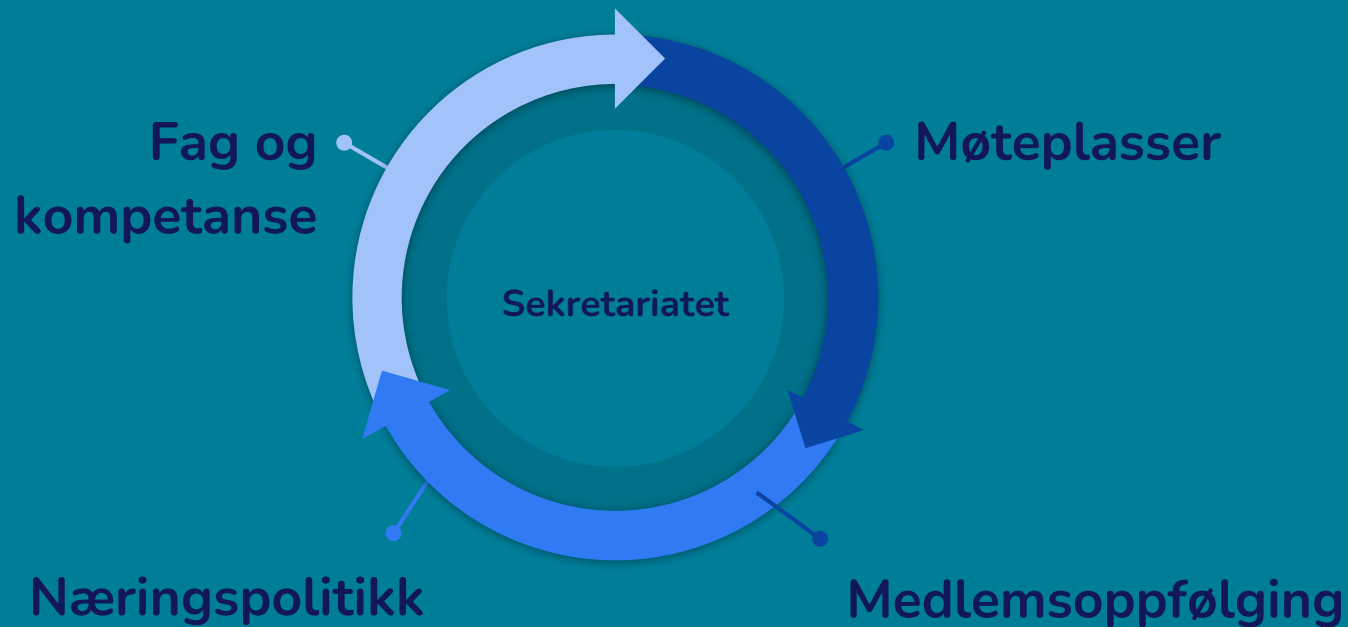 Fag og
kompetanse
Møteplasser
Sekretariatet
Næringspolitikk
Medlemsoppfølging